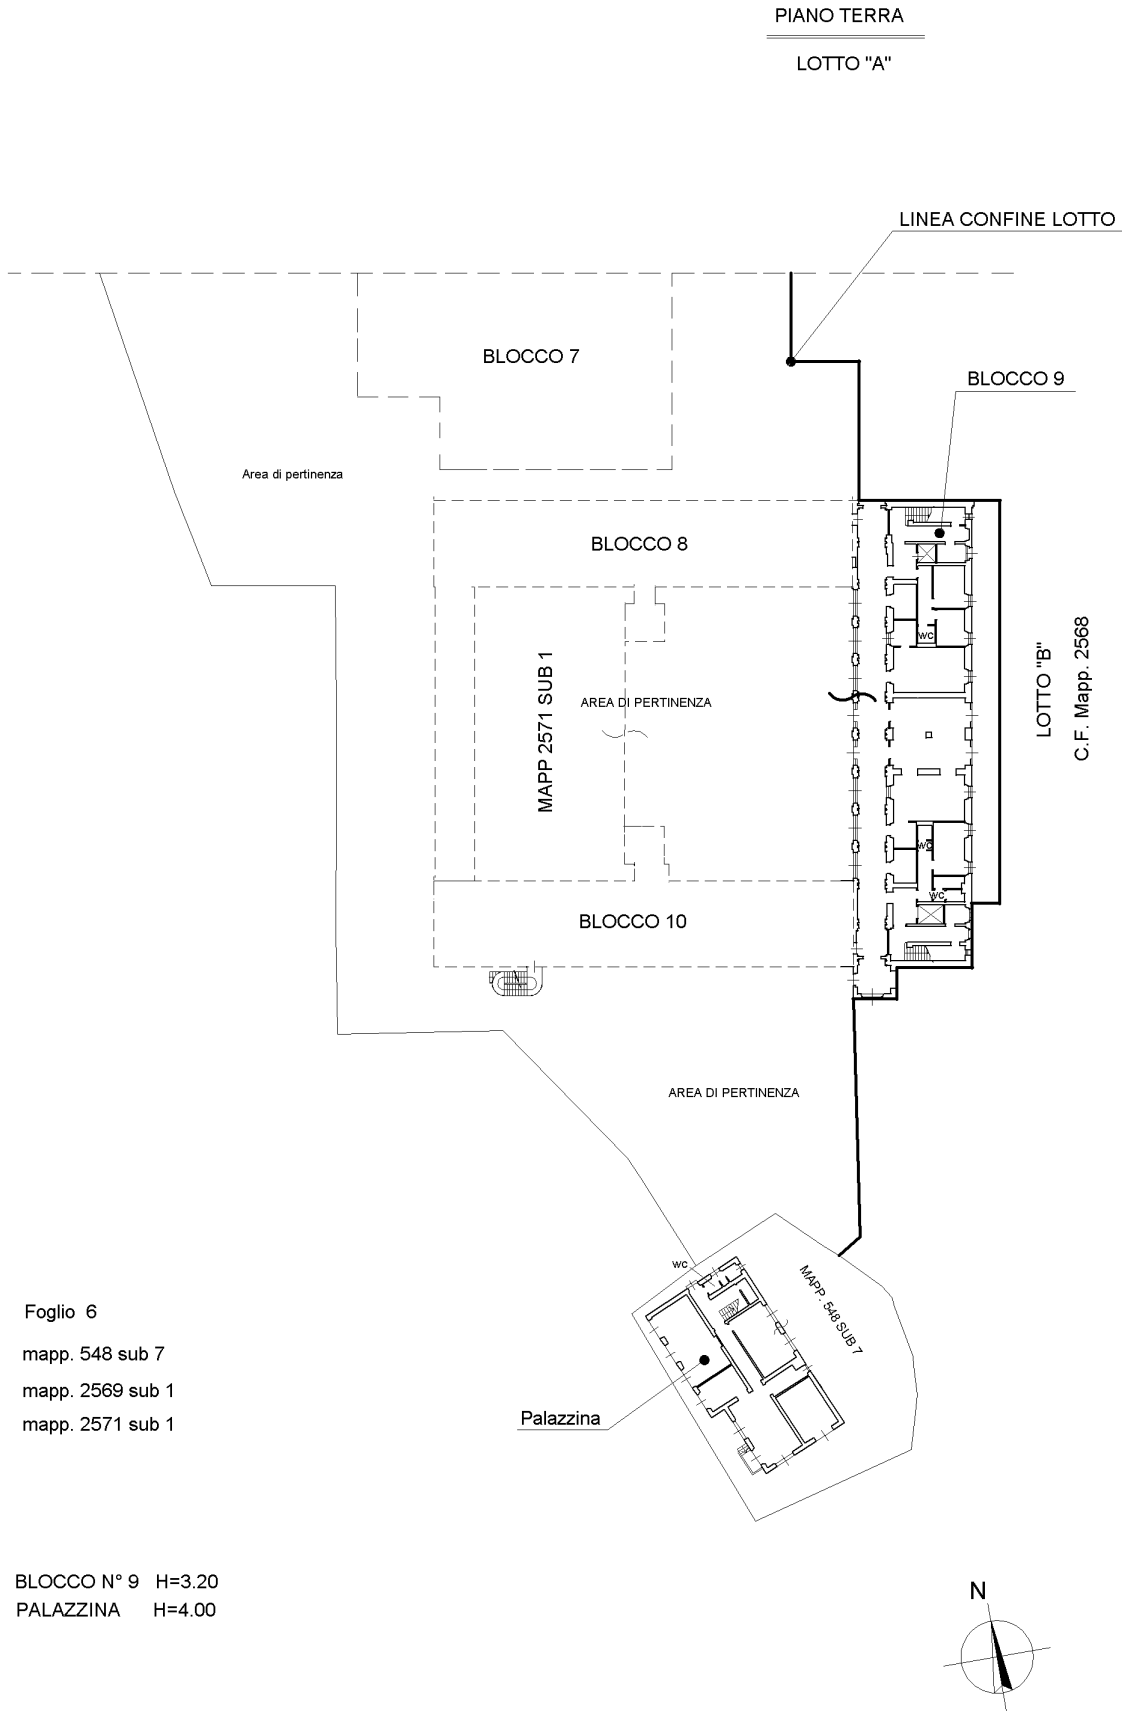 PIANO TERRA
LOTTO "A"
LINEA CONFINE LOTTO
BLOCCO 7
BLOCCO 9
Area di pertinenza
BLOCCO 8
WC
MAPP 2571 SUB 1
AREA DI PERTINENZA
LOTTO "B"
C.F. Mapp. 2568
WC
WC
BLOCCO 10
AREA DI PERTINENZA
WC
MAPP. 548 SUB 7
Palazzina
Foglio 6
mapp. 548 sub 7
mapp. 2569 sub 1
mapp. 2571 sub 1
BLOCCO N° 9 H=3.20
PALAZZINA H=4.00
N